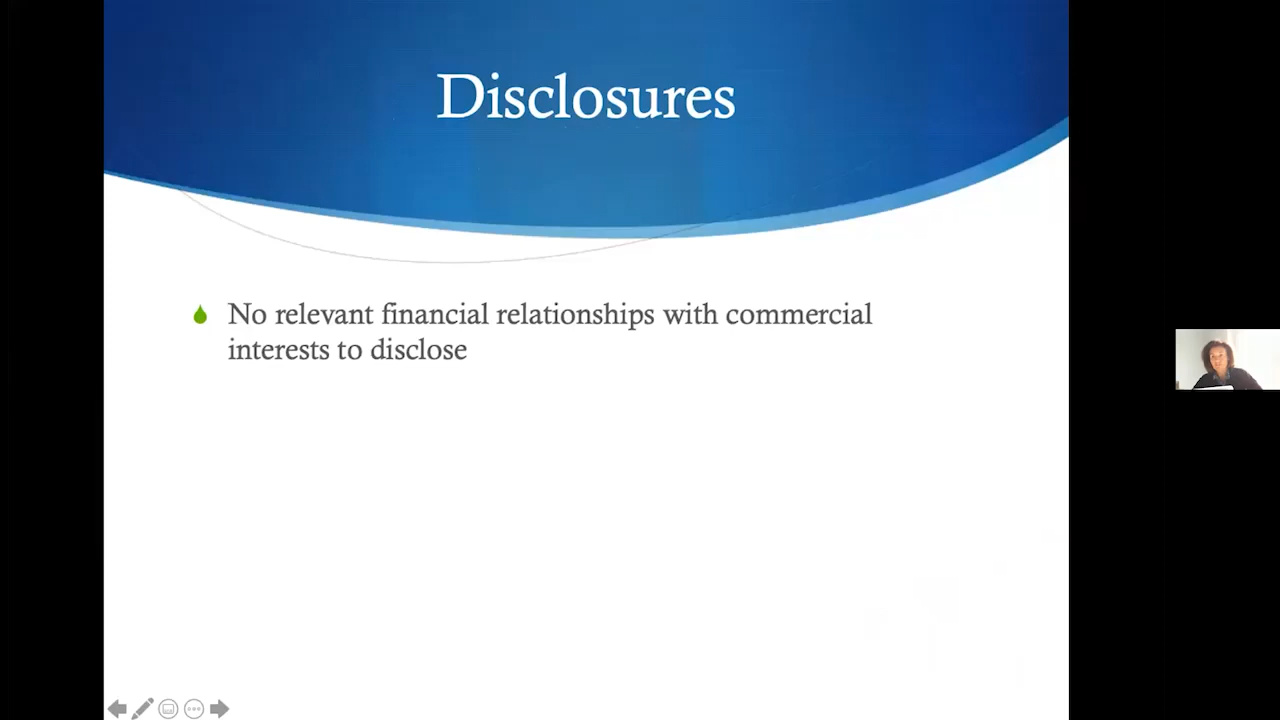 Disclosures
No relevant financial relationships with commercial
interests to disclose